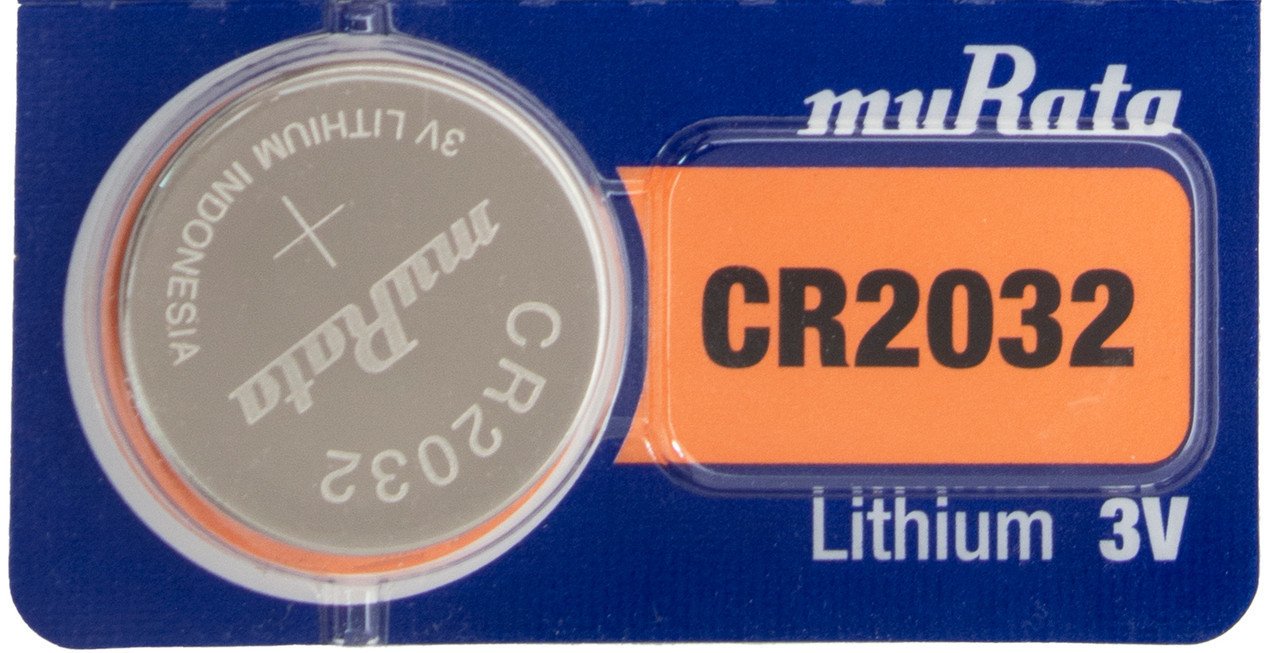 3V LITHIUM INDONESIA
+
muRata
CR2032
muRata
CR2032
Lithium 3V